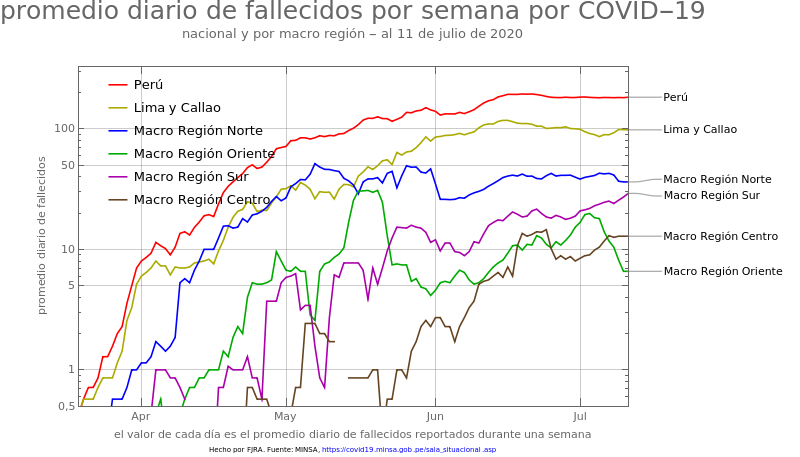 promedio diario de fallecidos por semana por COVID‒19
nacional y por macro región ‒ al 11 de julio de 2020
Perú
Lima y Callao
Macro Región Norte
Macro Región Oriente
Macro Región Sur
Macro Región Centro
promedio diario de fallecidos
100
50
10
5
1
0,5
Apr
May
Jun
Jul
Perú
Lima y Callao
Macro Región Norte
Macro Región Sur
Macro Región Centro
Macro Región Oriente
el valor de cada día es el promedio diario de fallecidos reportados durante una semana
Hecho por FJRA. Fuente: MINSA, https://covid19.minsa.gob.pe/sala_situacional .asp